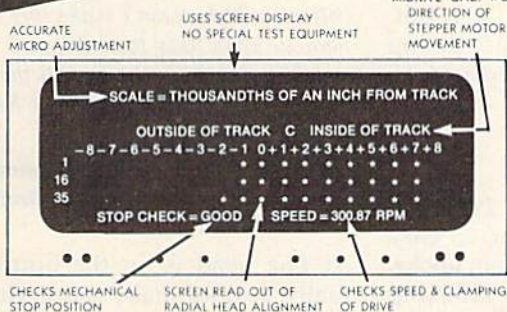 DIRECTION OF
STEPPER MOTOR
MOVEMENT
USES SCREEN DISPLAY
NO SPECIAL TEST EQUIPMENT
ACCURATE
MICRO ADJUSTMENT
SCALE = THOUSANDTHS OF AN INCH FROM TRACK
OUTSIDE OF TRACK C INSIDE OF TRACK
-8-7-6-5-4-3-2-1 0+1+2+3+4+5+6+7+8
1
16
35
STOP CHECK = GOOD SPEED = 300.87 RPM
CHECKS MECHANICAL
STOP POSITION
SCREEN READ OUT OF
RADIAL HEAD ALIGNMENT
CHECKS SPEED & CLAMPING
OF DRIVE